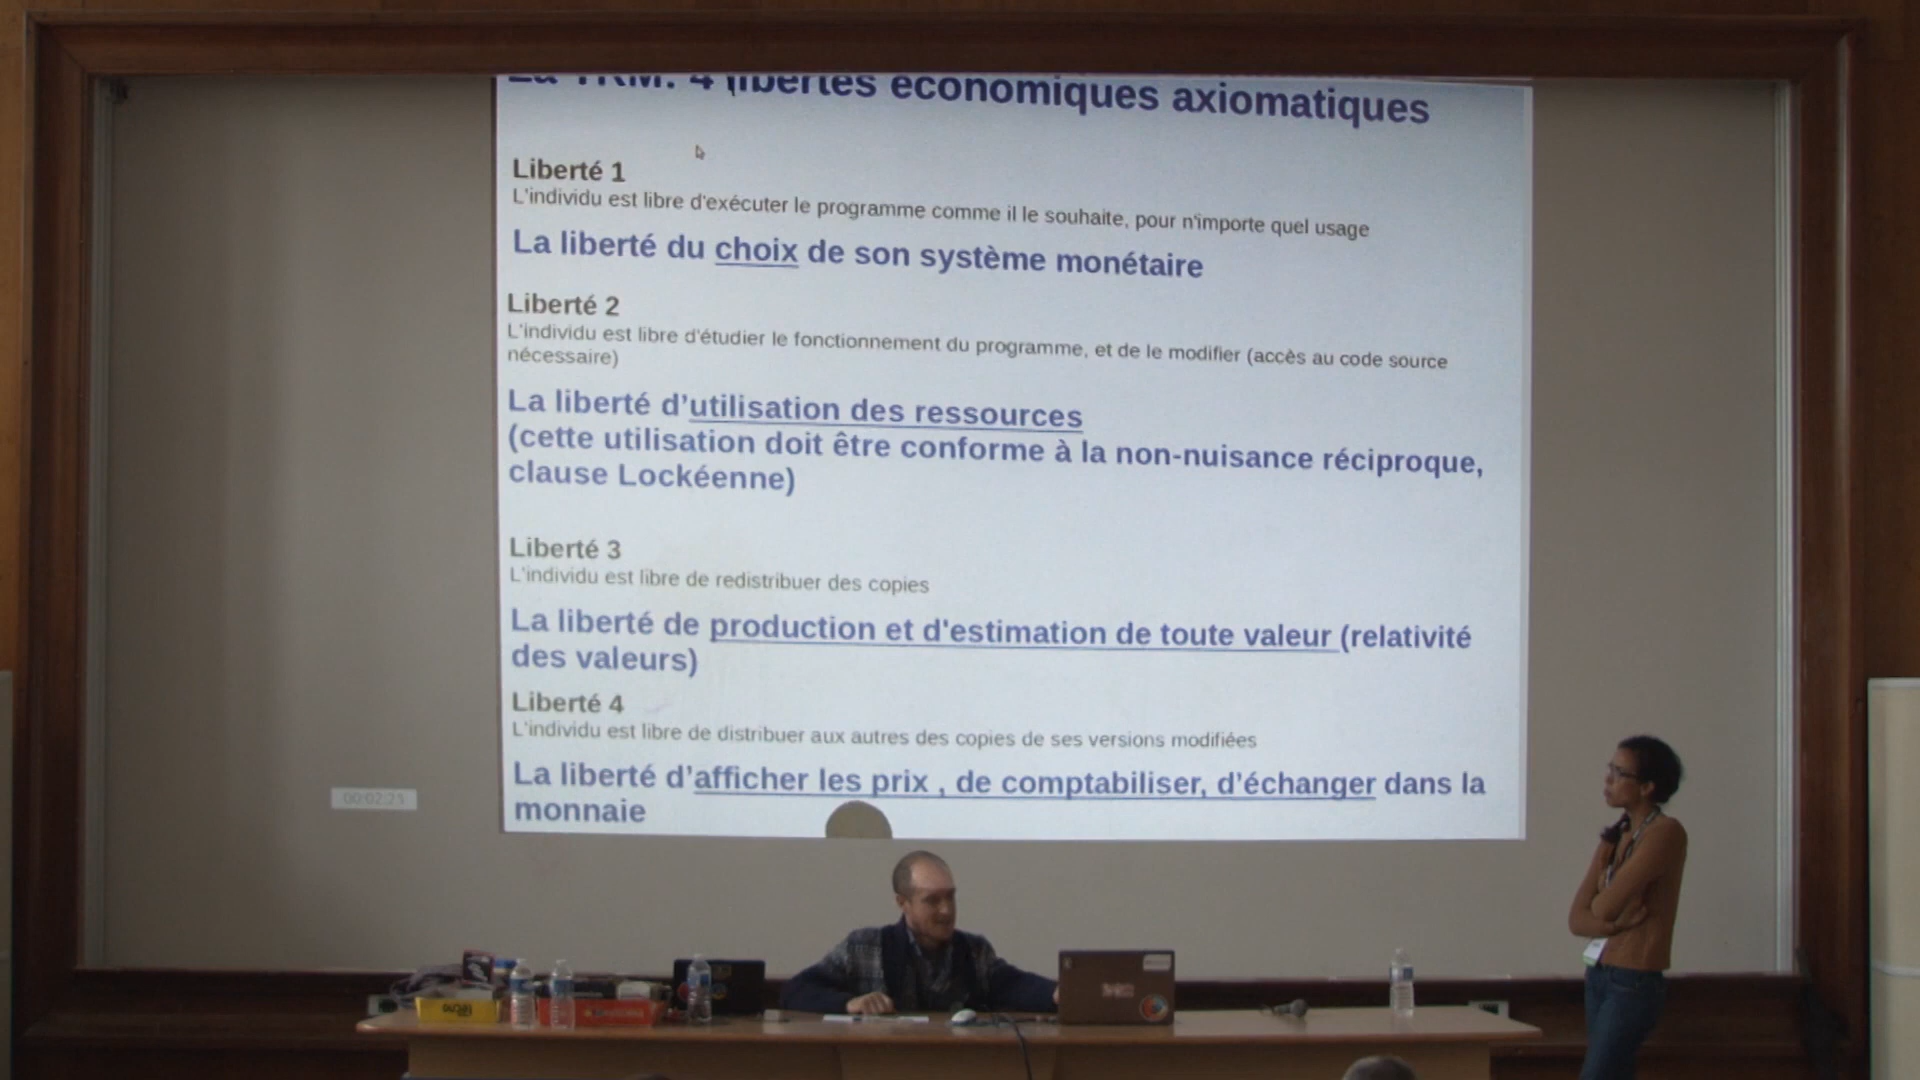 La TRM: 4 libertés économiques axiomatiques
Liberté 1
L'individu est libre d'exécuter le programme comme il le souhaite, pour n'importe quel usage
La liberté du choix de son système monétaire
Liberté 2
L'individu est libre d'étudier le fonctionnement du programme, et de le modifier (accès au code source
nécessaire)
La liberté d’utilisation des ressources
(cette utilisation doit être conforme à la non-nuisance réciproque,
clause Lockéenne)
Liberté 3
L'individu est libre de redistribuer des copies
La liberté de production et d'estimation de toute valeur (relativité
des valeurs)
Liberté 4
L'individu est libre de distribuer aux autres des copies de ses versions modifiées
La liberté d’afficher les prix , de comptabiliser, d’échanger dans la
monnaie
00:02:23